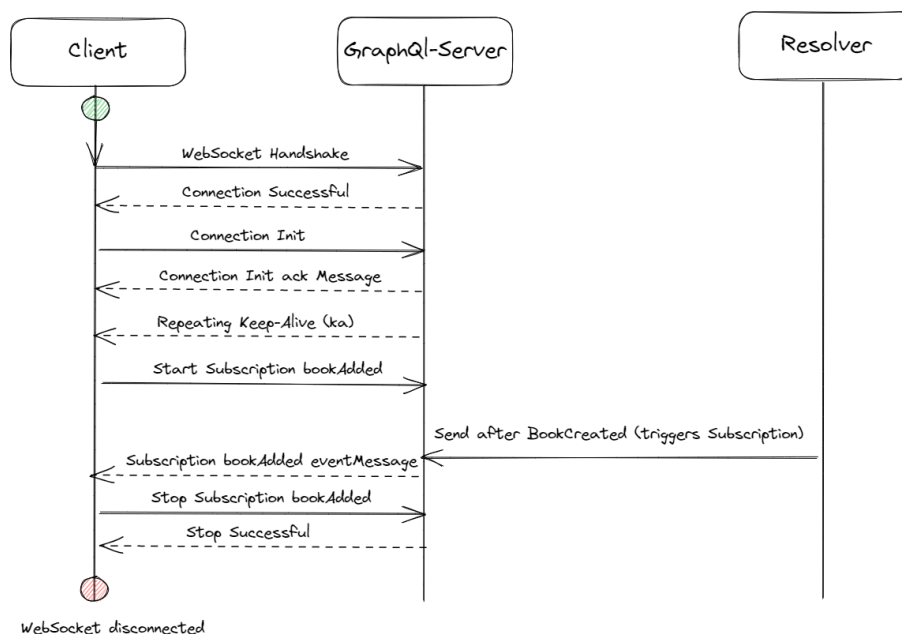 Client
GraphQl-Server
Resolver
WebSocket Handshake
Connection Successful
Connection Init
Connection Init ack Message
Repeating Keep-Alive (ka)
Start Subscription bookAdded
Send after BookCreated (triggers Subscription)
Subscription bookAdded eventMessage
Stop Subscription bookAdded
Stop Successful
WebSocket disconnected